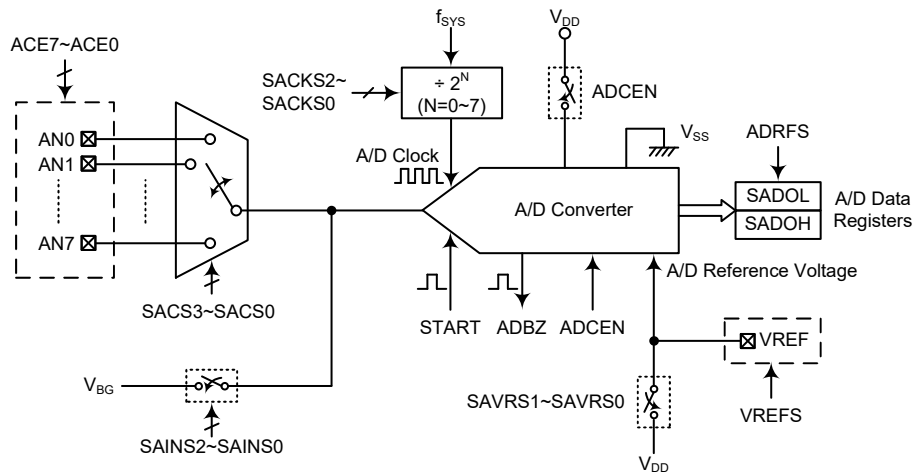 ACE7~ACE0
AN0
AN1
AN7
SACS3~SACS0
V_BG
SAINS2~SAINS0
f_SYS
SACKS2~
SACKS0
÷ 2^N
(N=0~7)
A/D Clock
V_DD
ADCEN
V_SS
A/D Converter
START
ADBZ
ADCEN
ADRFS
SADOL
SADOH
A/D Data
Registers
A/D Reference Voltage
VREF
VREFS
SAVRS1~SAVRS0
V_DD